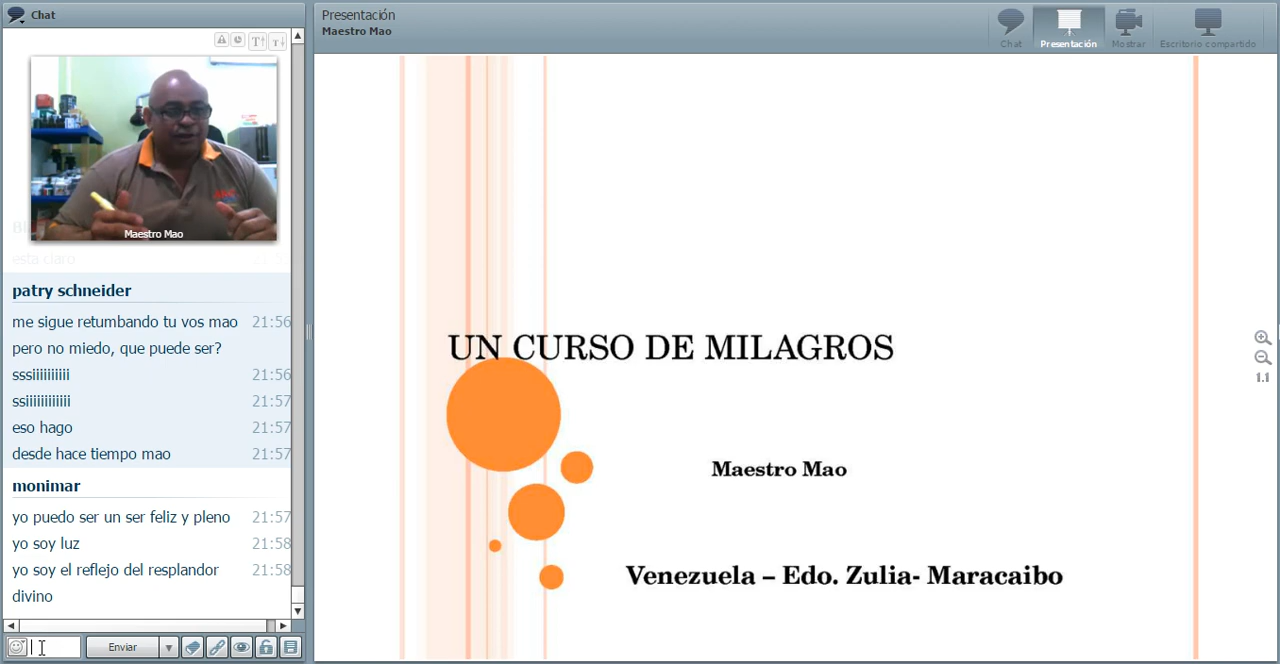 Chat
Maestro Mao
esta claro
patry schneider
me sigue retumbando tu vos mao 21:56
pero no miedo, que puede ser?
sssiiiiiiiiii 21:56
ssiiiiiiiiiiii 21:57
eso hago 21:57
desde hace tiempo mao 21:57
monimar
yo puedo ser un ser feliz y pleno 21:57
yo soy luz 21:58
yo soy el reflejo del resplandor 21:58
divino
Enviar
Presentación
Maestro Mao
Chat
Presentación
Mostrar
Escritorio compartido
UN CURSO DE MILAGROS
Maestro Mao
Venezuela – Edo. Zulia- Maracaibo
1.1